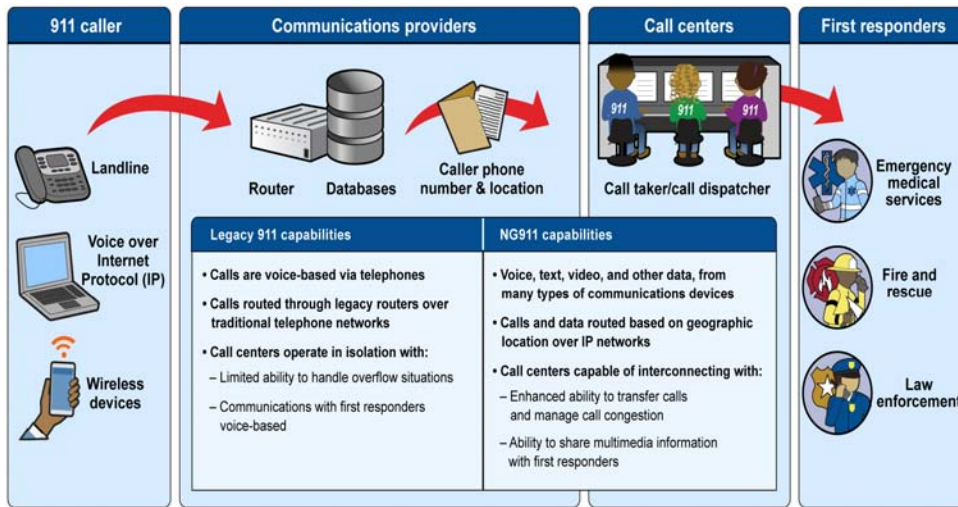 911 caller
Communications providers
Call centers
First responders
Landline
Voice over
Internet
Protocol (IP)
Wireless
devices
Router
Databases
Caller phone
number & location
911
911
911
Call taker/call dispatcher
Emergency
medical
services
Fire and
rescue
Law
enforcement
Legacy 911 capabilities
• Calls are voice-based via telephones
• Calls routed through legacy routers over
traditional telephone networks
• Call centers operate in isolation with:
– Limited ability to handle overflow situations
– Communications with first responders
voice-based
NG911 capabilities
• Voice, text, video, and other data, from
many types of communications devices
• Calls and data routed based on geographic
location over IP networks
• Call centers capable of interconnecting with:
– Enhanced ability to transfer calls
and manage call congestion
– Ability to share multimedia information
with first responders